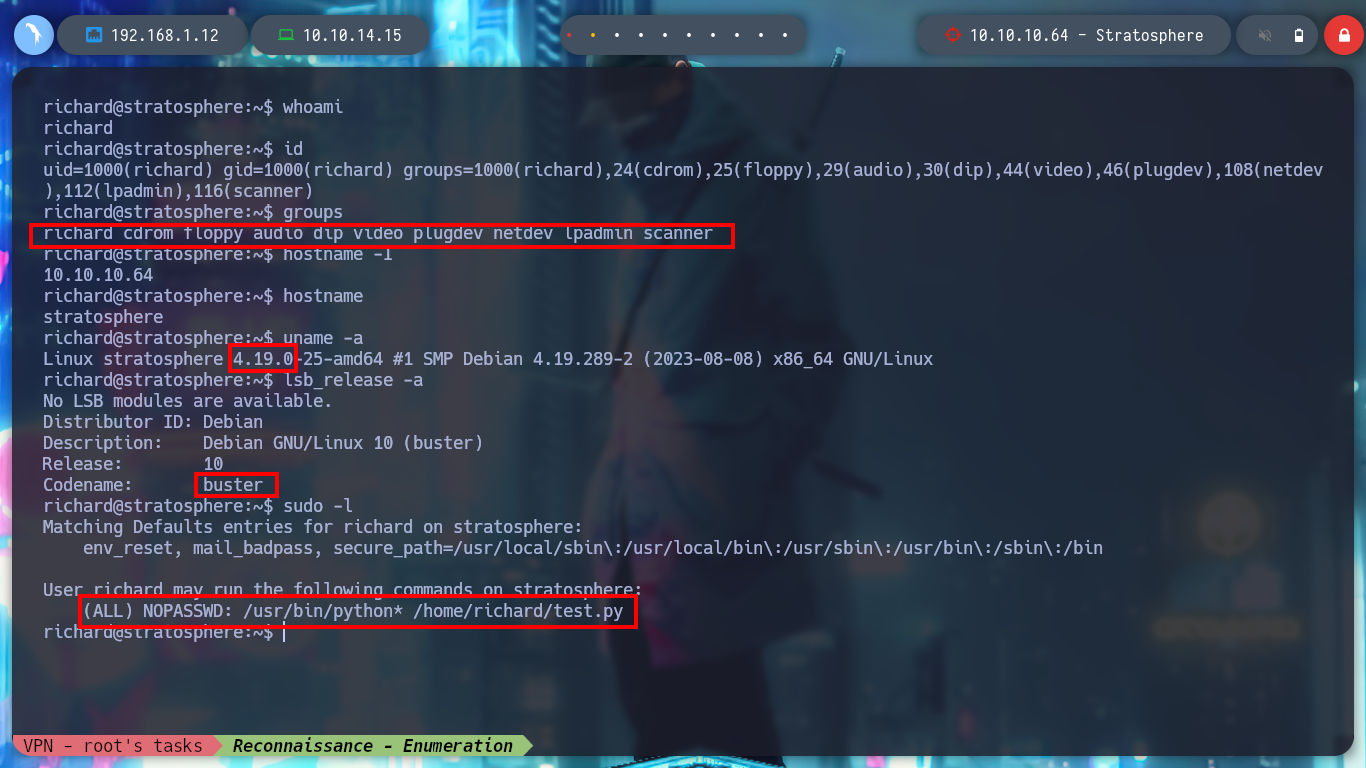 192.168.1.12
10.10.14.15
10.10.10.64 - Stratosphere
richard@stratosphere:~$ whoami
richard
richard@stratosphere:~$ id
uid=1000(richard) gid=1000(richard) groups=1000(richard),24(cdrom),25(floppy),29(audio),30(dip),44(video),46(plugdev),108(netdev
),112(lpadmin),116(scanner)
richard@stratosphere:~$ groups
richard cdrom floppy audio dip video plugdev netdev lpadmin scanner
richard@stratosphere:~$ hostname -I
10.10.10.64
richard@stratosphere:~$ hostname
stratosphere
richard@stratosphere:~$ uname -a
Linux stratosphere 4.19.0-25-amd64 #1 SMP Debian 4.19.289-2 (2023-08-08) x86_64 GNU/Linux
richard@stratosphere:~$ lsb_release -a
No LSB modules are available.
Distributor ID: Debian
Description:    Debian GNU/Linux 10 (buster)
Release:        10
Codename:       buster
richard@stratosphere:~$ sudo -l
Matching Defaults entries for richard on stratosphere:
    env_reset, mail_badpass, secure_path=/usr/local/sbin\:/usr/local/bin\:/usr/sbin\:/usr/bin\:/sbin\:/bin
User richard may run the following commands on stratosphere:
    (ALL) NOPASSWD: /usr/bin/python* /home/richard/test.py
richard@stratosphere:~$
VPN - root's tasks
Reconnaissance - Enumeration